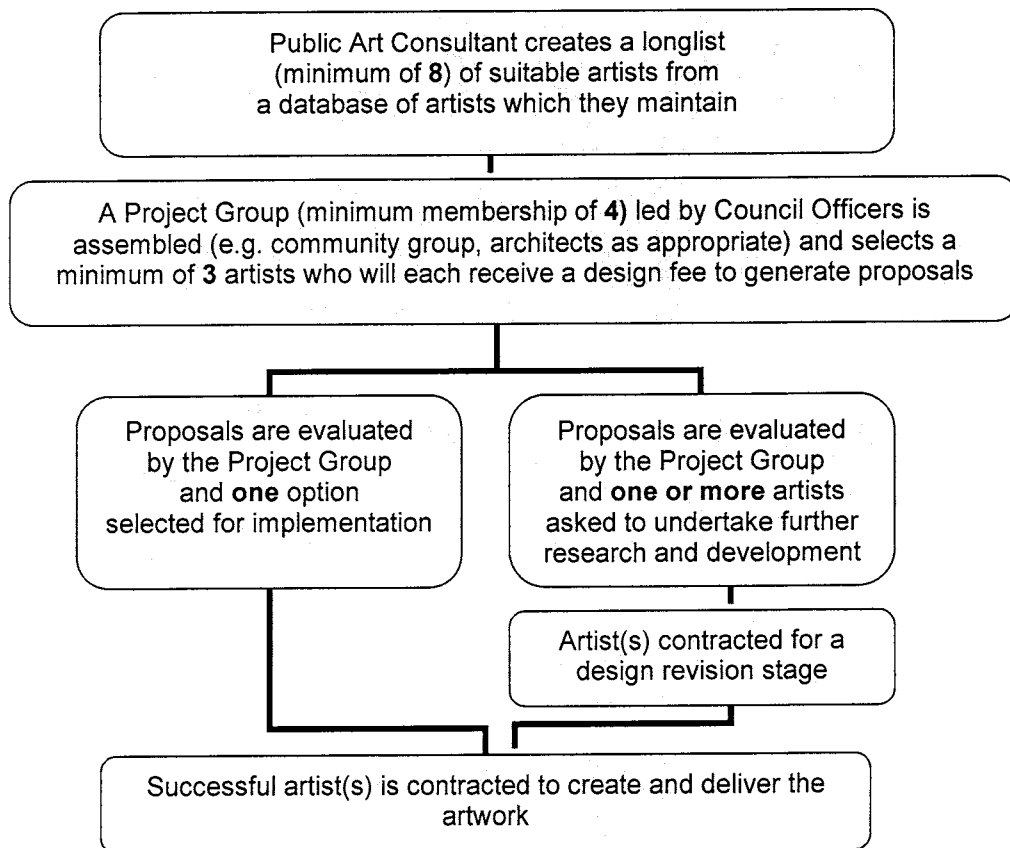 Public Art Consultant creates a longlist
(minimum of 8) of suitable artists from
a database of artists which they maintain
A Project Group (minimum membership of 4) led by Council Officers is
assembled (e.g. community group, architects as appropriate) and selects a
minimum of 3 artists who will each receive a design fee to generate proposals
Proposals are evaluated
by the Project Group
and one option
selected for implementation
Proposals are evaluated
by the Project Group
and one or more artists
asked to undertake further
research and development
Artist(s) contracted for a
design revision stage
Successful artist(s) is contracted to create and deliver the
artwork